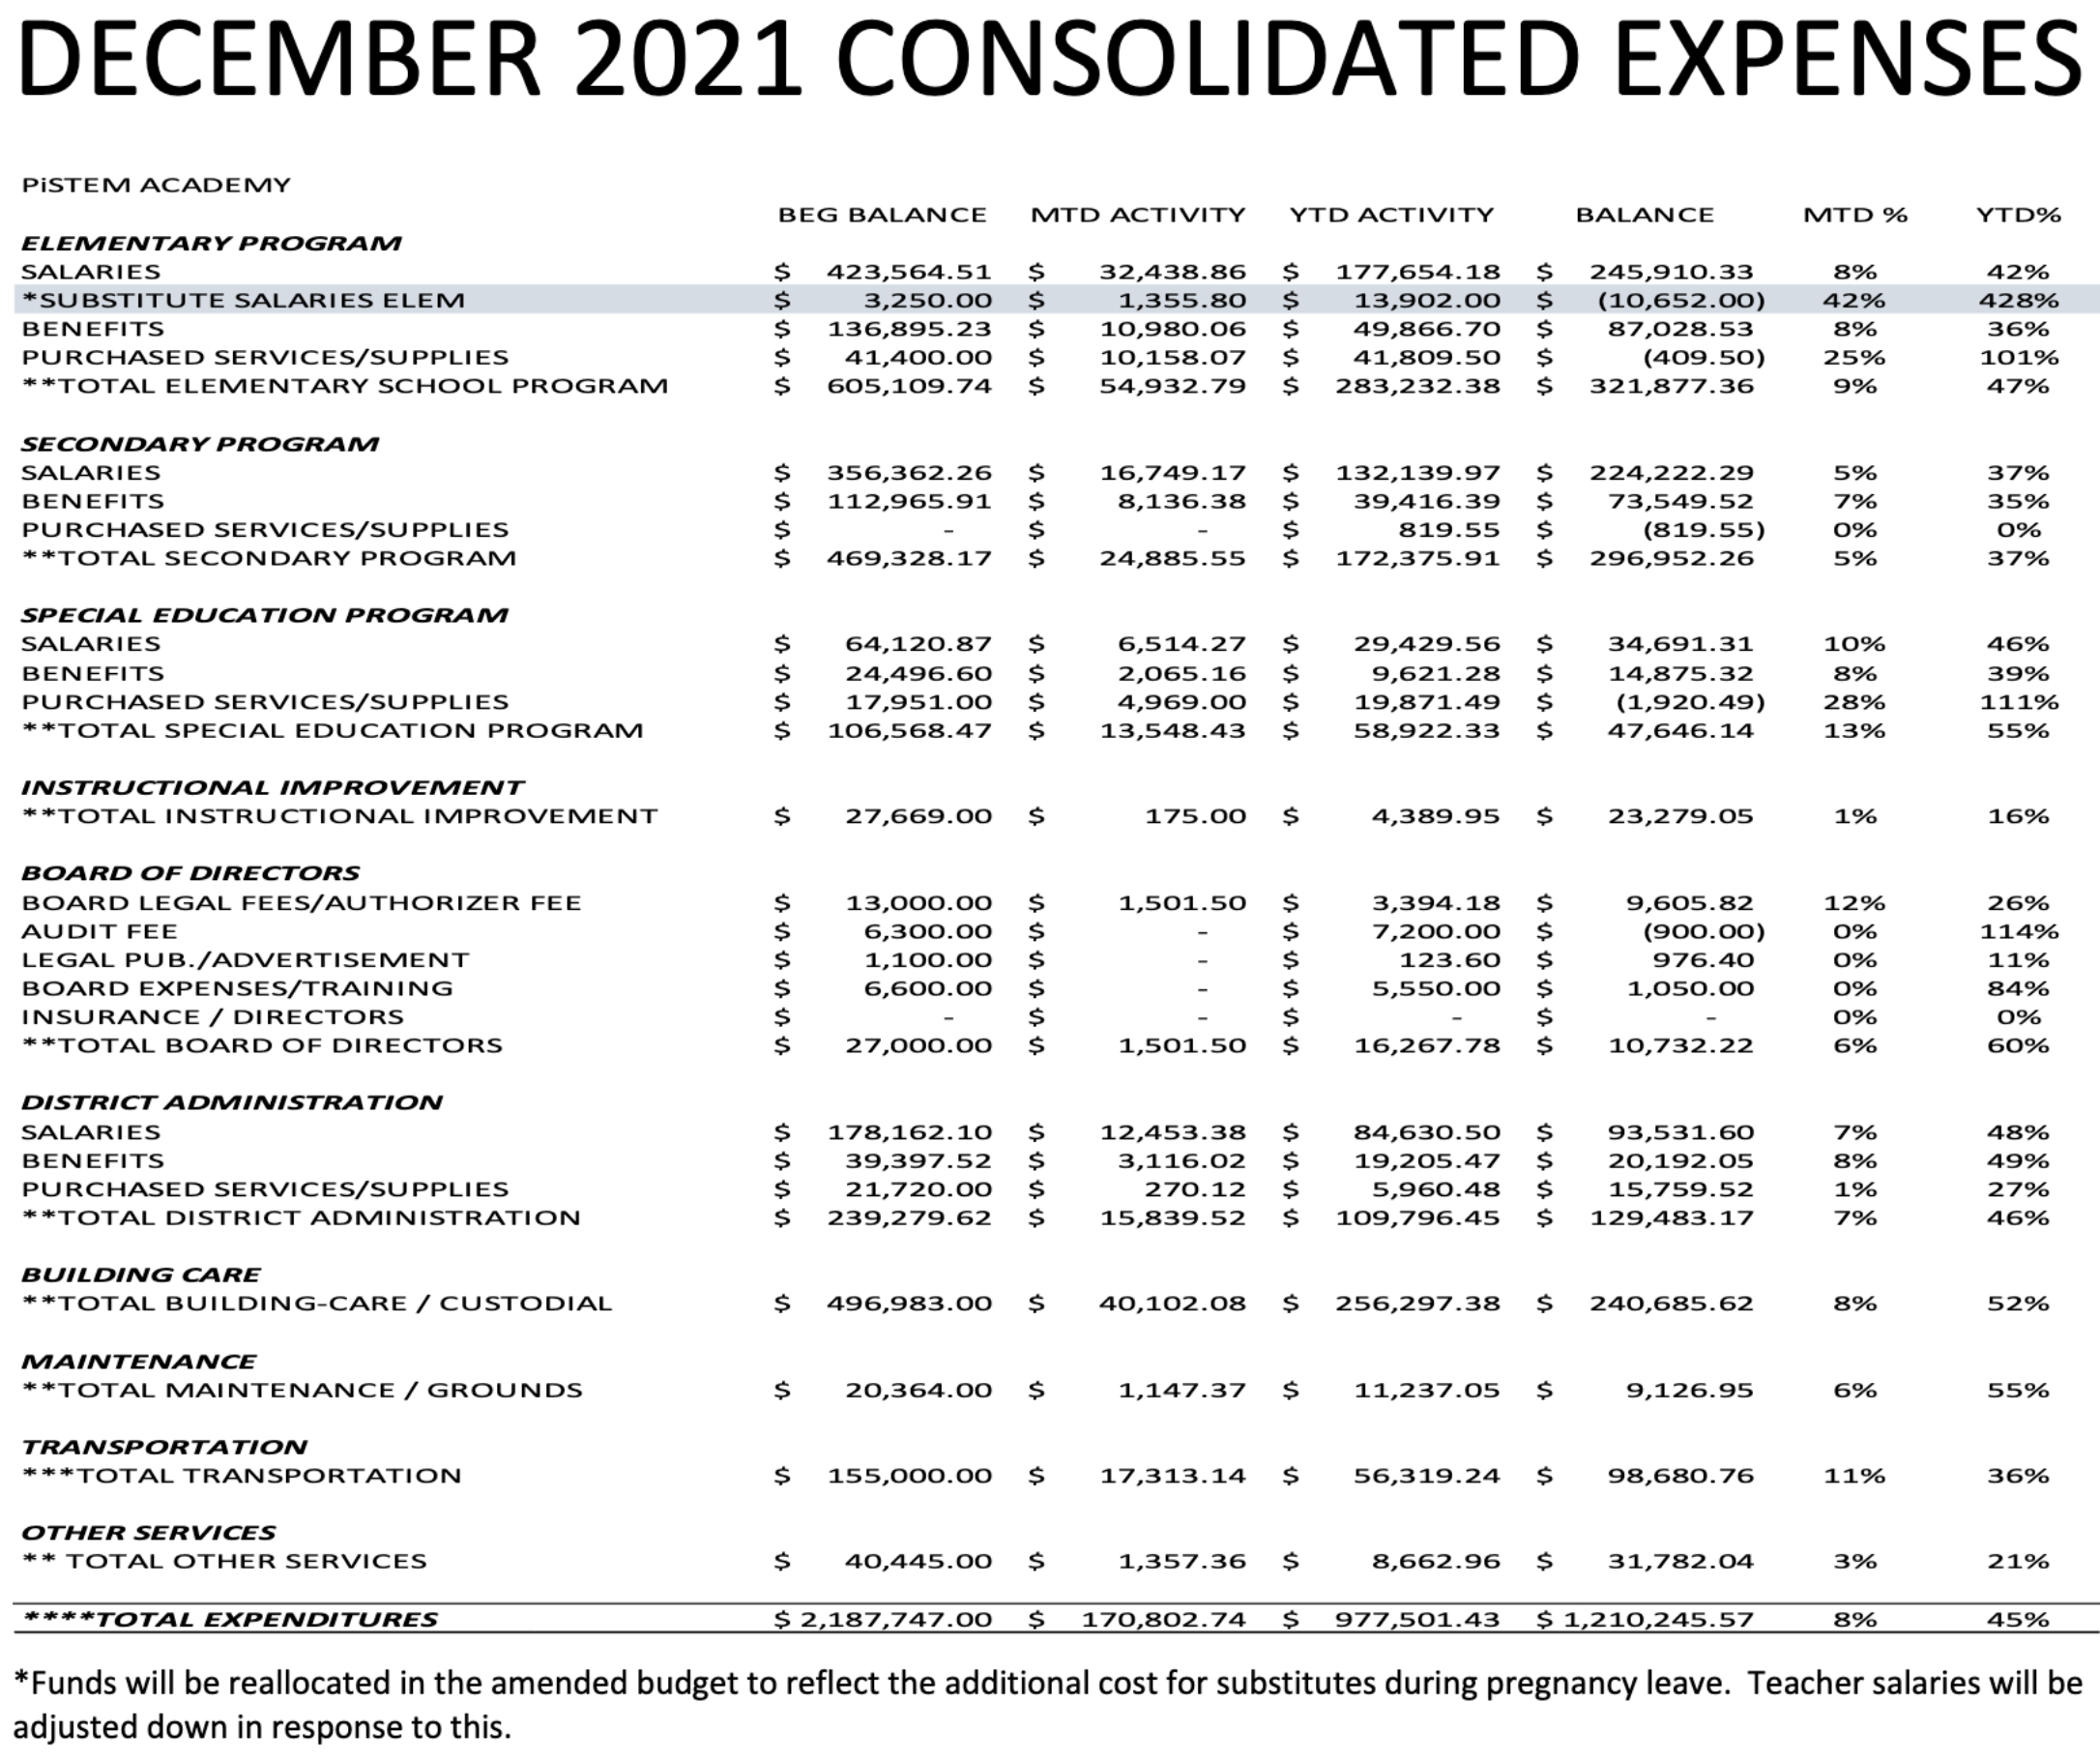 DECEMBER 2021 CONSOLIDATED EXPENSES
PiSTEM ACADEMY
BEG BALANCE MTD ACTIVITY YTD ACTIVITY BALANCE MTD % YTD%
ELEMENTARY PROGRAM
SALARIES $ 423,564.51 $ 32,438.86 $ 177,654.18 $ 245,910.33 8% 42%
*SUBSTITUTE SALARIES ELEM $ 3,250.00 $ 1,355.80 $ 13,902.00 $ (10,652.00) 42% 428%
BENEFITS $ 136,895.23 $ 10,980.06 $ 49,866.70 $ 87,028.53 8% 36%
PURCHASED SERVICES/SUPPLIES $ 41,400.00 $ 10,158.07 $ 41,809.50 $ (409.50) 25% 101%
**TOTAL ELEMENTARY SCHOOL PROGRAM $ 605,109.74 $ 54,932.79 $ 283,232.38 $ 321,877.36 9% 47%
SECONDARY PROGRAM
SALARIES $ 356,362.26 $ 16,749.17 $ 132,139.97 $ 224,222.29 5% 37%
BENEFITS $ 112,965.91 $ 8,136.38 $ 39,416.39 $ 73,549.52 7% 35%
PURCHASED SERVICES/SUPPLIES $ - $ - $ 819.55 $ (819.55) 0% 0%
**TOTAL SECONDARY PROGRAM $ 469,328.17 $ 24,885.55 $ 172,375.91 $ 296,952.26 5% 37%
SPECIAL EDUCATION PROGRAM
SALARIES $ 64,120.87 $ 6,514.27 $ 29,429.56 $ 34,691.31 10% 46%
BENEFITS $ 24,496.60 $ 2,065.16 $ 9,621.28 $ 14,875.32 8% 39%
PURCHASED SERVICES/SUPPLIES $ 17,951.00 $ 4,969.00 $ 19,871.49 $ (1,920.49) 28% 111%
**TOTAL SPECIAL EDUCATION PROGRAM $ 106,568.47 $ 13,548.43 $ 58,922.33 $ 47,646.14 13% 55%
INSTRUCTIONAL IMPROVEMENT
**TOTAL INSTRUCTIONAL IMPROVEMENT $ 27,669.00 $ 175.00 $ 4,389.95 $ 23,279.05 1% 16%
BOARD OF DIRECTORS
BOARD LEGAL FEES/AUTHORIZER FEE $ 13,000.00 $ 1,501.50 $ 3,394.18 $ 9,605.82 12% 26%
AUDIT FEE $ 6,300.00 $ - $ 7,200.00 $ (900.00) 0% 114%
LEGAL PUB./ADVERTISEMENT $ 1,100.00 $ - $ 123.60 $ 976.40 0% 11%
BOARD EXPENSES/TRAINING $ 6,600.00 $ - $ 5,550.00 $ 1,050.00 0% 84%
INSURANCE / DIRECTORS $ - $ - $ - $ - 0% 0%
**TOTAL BOARD OF DIRECTORS $ 27,000.00 $ 1,501.50 $ 16,267.78 $ 10,732.22 6% 60%
DISTRICT ADMINISTRATION
SALARIES $ 178,162.10 $ 12,453.38 $ 84,630.50 $ 93,531.60 7% 48%
BENEFITS $ 39,397.52 $ 3,116.02 $ 19,205.47 $ 20,192.05 8% 49%
PURCHASED SERVICES/SUPPLIES $ 21,720.00 $ 270.12 $ 5,960.48 $ 15,759.52 1% 27%
**TOTAL DISTRICT ADMINISTRATION $ 239,279.62 $ 15,839.52 $ 109,796.45 $ 129,483.17 7% 46%
BUILDING CARE
**TOTAL BUILDING-CARE / CUSTODIAL $ 496,983.00 $ 40,102.08 $ 256,297.38 $ 240,685.62 8% 52%
MAINTENANCE
**TOTAL MAINTENANCE / GROUNDS $ 20,364.00 $ 1,147.37 $ 11,237.05 $ 9,126.95 6% 55%
TRANSPORTATION
***TOTAL TRANSPORTATION $ 155,000.00 $ 17,313.14 $ 56,319.24 $ 98,680.76 11% 36%
OTHER SERVICES
** TOTAL OTHER SERVICES $ 40,445.00 $ 1,357.36 $ 8,662.96 $ 31,782.04 3% 21%
****TOTAL EXPENDITURES $ 2,187,747.00 $ 170,802.74 $ 977,501.43 $ 1,210,245.57 8% 45%
*Funds will be reallocated in the amended budget to reflect the additional cost for substitutes during pregnancy leave. Teacher salaries will be
adjusted down in response to this.